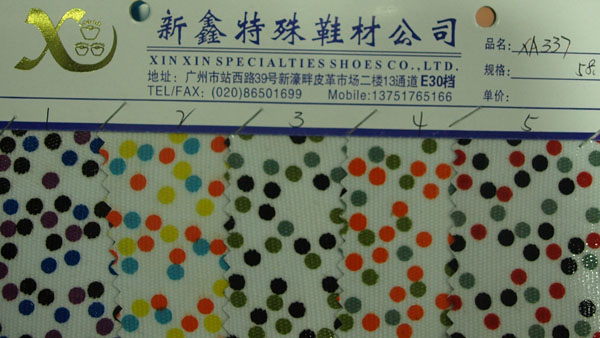 新鑫特殊鞋材公司
XIN XIN SPECIALTIES SHOES CO.,LTD.
地址: 广州市站西路39号新濠畔皮革市场二楼13通道E30档
TEL/FAX: (020)86501699 Mobile:13751765166
品名: XA337
规格: 58
单价:
1 2 3 4 5